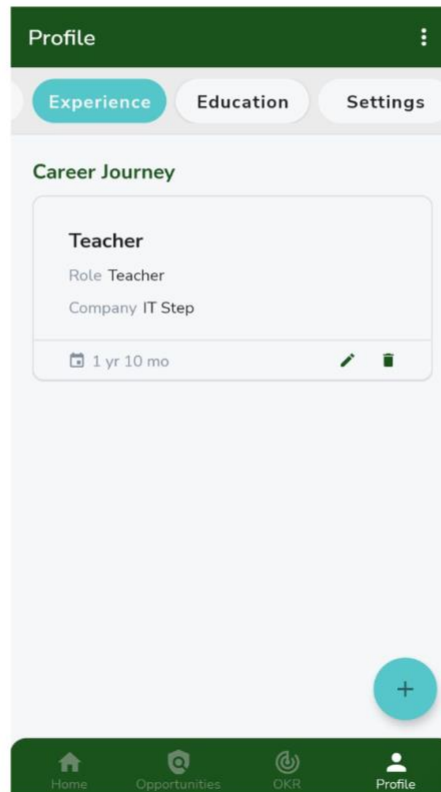 Profile
Experience Education Settings
Career Journey
Teacher
Role Teacher
Company IT Step
1 yr 10 mo
Home Opportunities OKR Profile